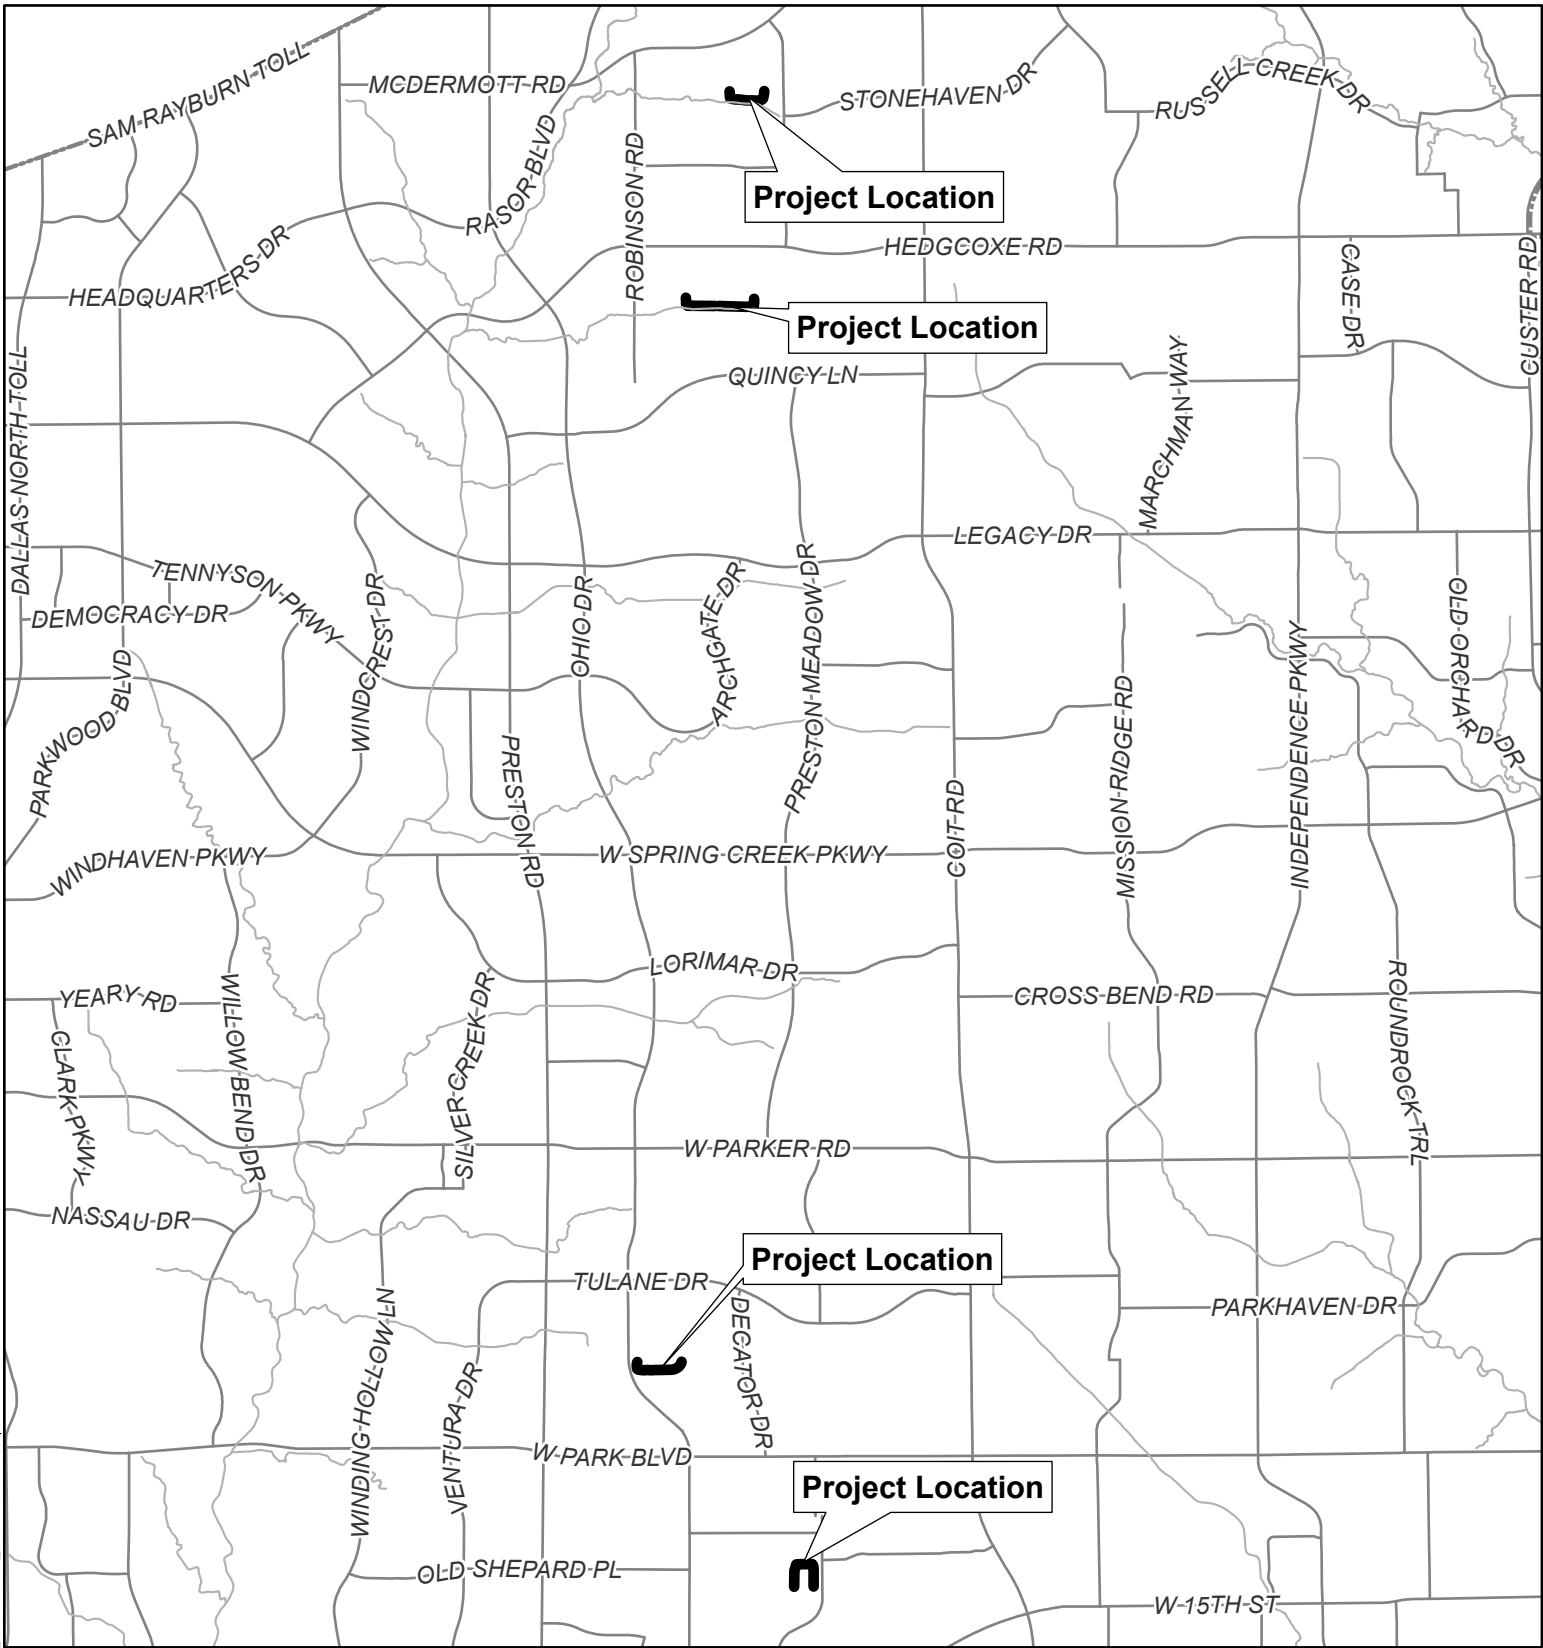 SAM RAYBURN TOLL
MCDERMOTT RD
STONEHAVEN DR
RUSSELL CREEK DR
RASOR BLVD
ROBINSON RD
Project Location
HEADQUARTERS DR
HEDGCOXE RD
CASE DR
CUSTER RD
Project Location
DALLAS NORTH TOLL
QUINCY LN
MARCHMAN WAY
LEGACY DR
TENNYSON PKWY
DEMOCRACY DR
WINDCREST DR
OHIO DR
ARCHGATE DR
PRESTON MEADOW DR
OLD ORCHARD DR
PARKWOOD BLVD
PRESTON RD
COIT RD
MISSION RIDGE RD
INDEPENDENCE PKWY
WINDHAVEN PKWY
W SPRING CREEK PKWY
LORIMAR DR
YEARY RD
CROSS BEND RD
CLARK PKWY
WILLOW BEND DR
SILVER CREEK DR
ROUNDROCK TRL
W PARKER RD
NASSAU DR
Project Location
TULANE DR
DECATOR DR
PARKHAVEN DR
WINDING HOLLOW LN
VENTURA DR
W PARK BLVD
Project Location
OLD SHEPARD PL
W 15TH ST